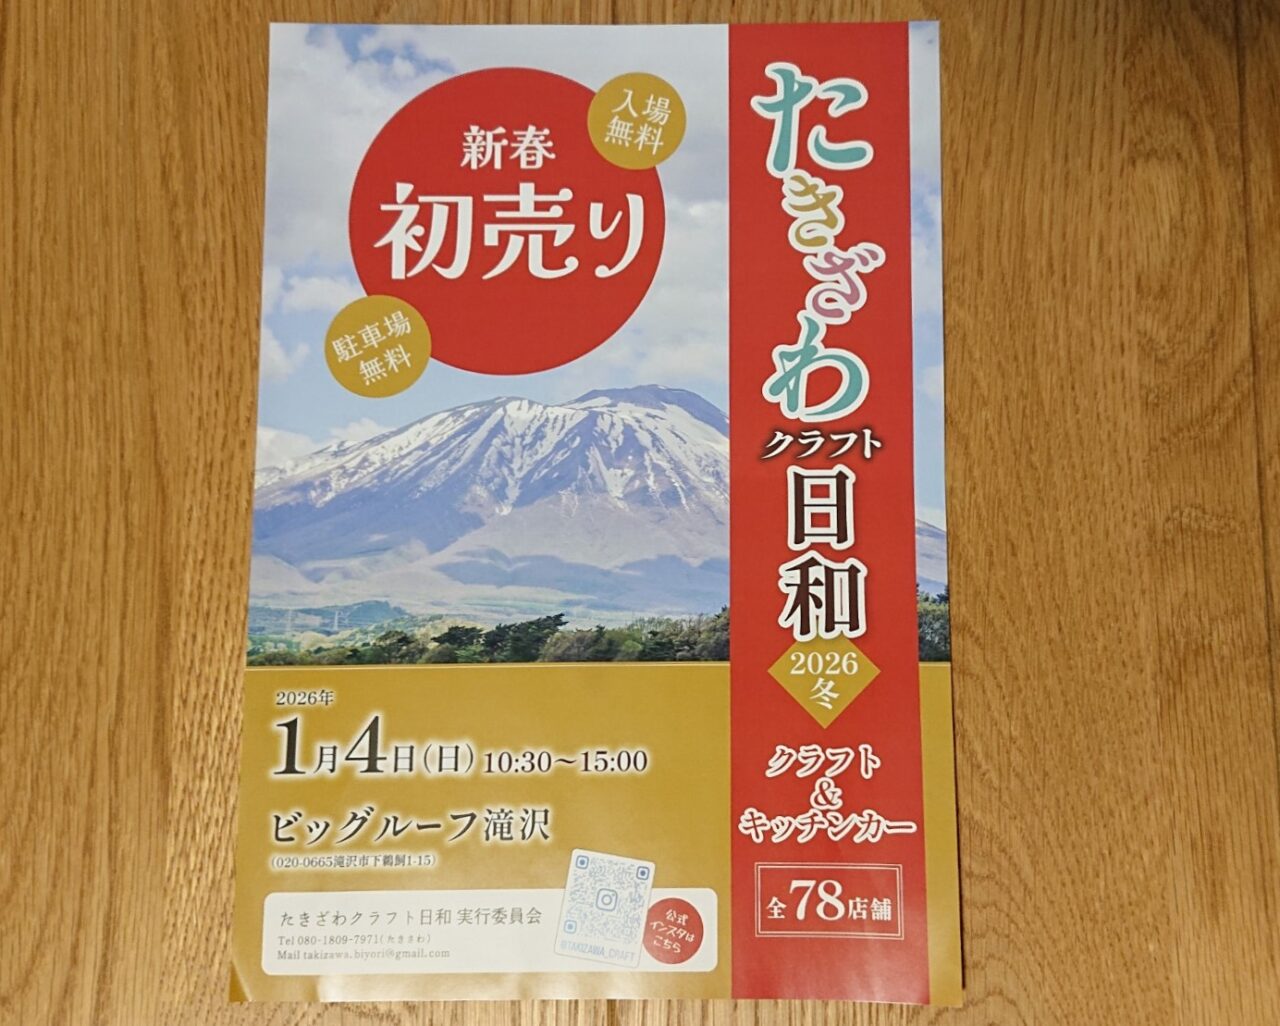 たきざわ
クラフト
日和
2026
冬
クラフト
&
キッチンカー
全78店舗
入場
無料
新春
初売り
駐車場
無料
2026年
1月4日(日) 10:30～15:00
ビッグルーフ滝沢
(020-0665滝沢市下鵜飼1-15)
たきざわクラフト日和 実行委員会
Tel 080-1809-7971(たきざわ)
Mail takizawa.biyori@gmail.com
@TAKIZAWA_CRAFT
公式
インスタは
こちら